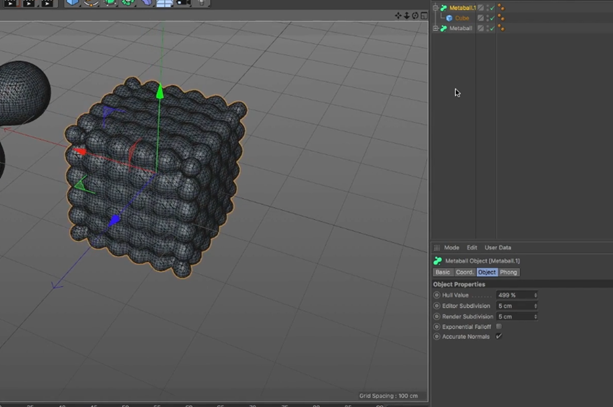 Metaball.1
Cube
Metaball
Mode Edit User Data
Metaball Object [Metaball.1]
Basic Coord. Object Phong
Object Properties
Hull Value 499 %
Editor Subdivision 5 cm
Render Subdivision 5 cm
Exponential Falloff
Accurate Normals
Grid Spacing : 100 cm